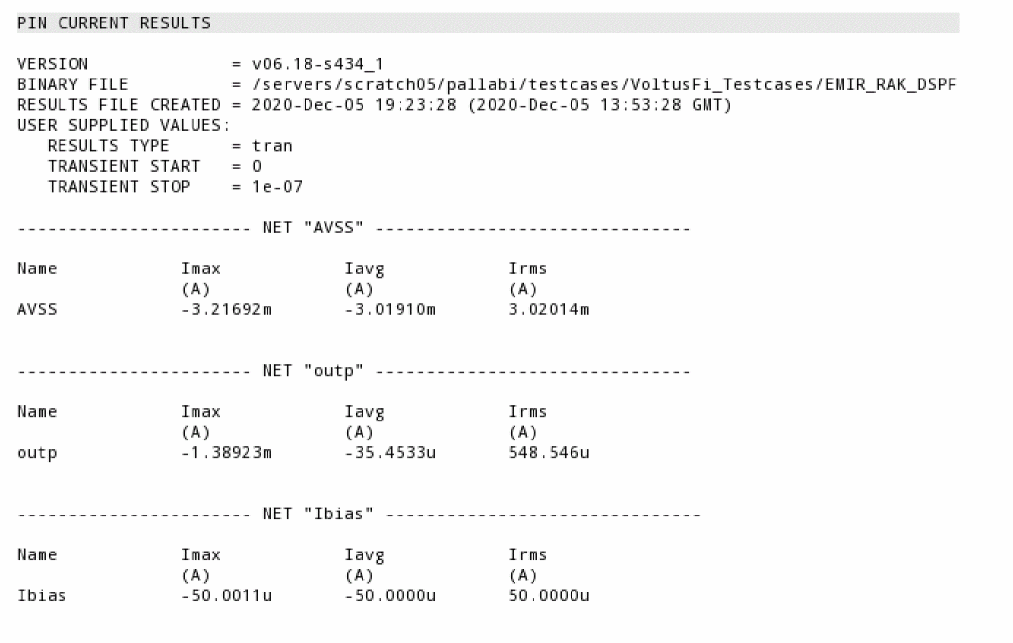 PIN CURRENT RESULTS
VERSION = v06.18-s434_1
BINARY FILE = /servers/scratch05/pallabi/testcases/VoltusFi_Testcases/EMIR_RAK_DSPF
RESULTS FILE CREATED = 2020-Dec-05 19:23:28 (2020-Dec-05 13:53:28 GMT)
USER SUPPLIED VALUES:
RESULTS TYPE = tran
TRANSIENT START = 0
TRANSIENT STOP = 1e-07
----------------------- NET "AVSS" -------------------------------
Name Imax Iavg Irms
(A) (A) (A)
AVSS -3.21692m -3.01910m 3.02014m
----------------------- NET "outp" -------------------------------
Name Imax Iavg Irms
(A) (A) (A)
outp -1.38923m -35.4533u 548.546u
----------------------- NET "Ibias" -------------------------------
Name Imax Iavg Irms
(A) (A) (A)
Ibias -50.0011u -50.0000u 50.0000u